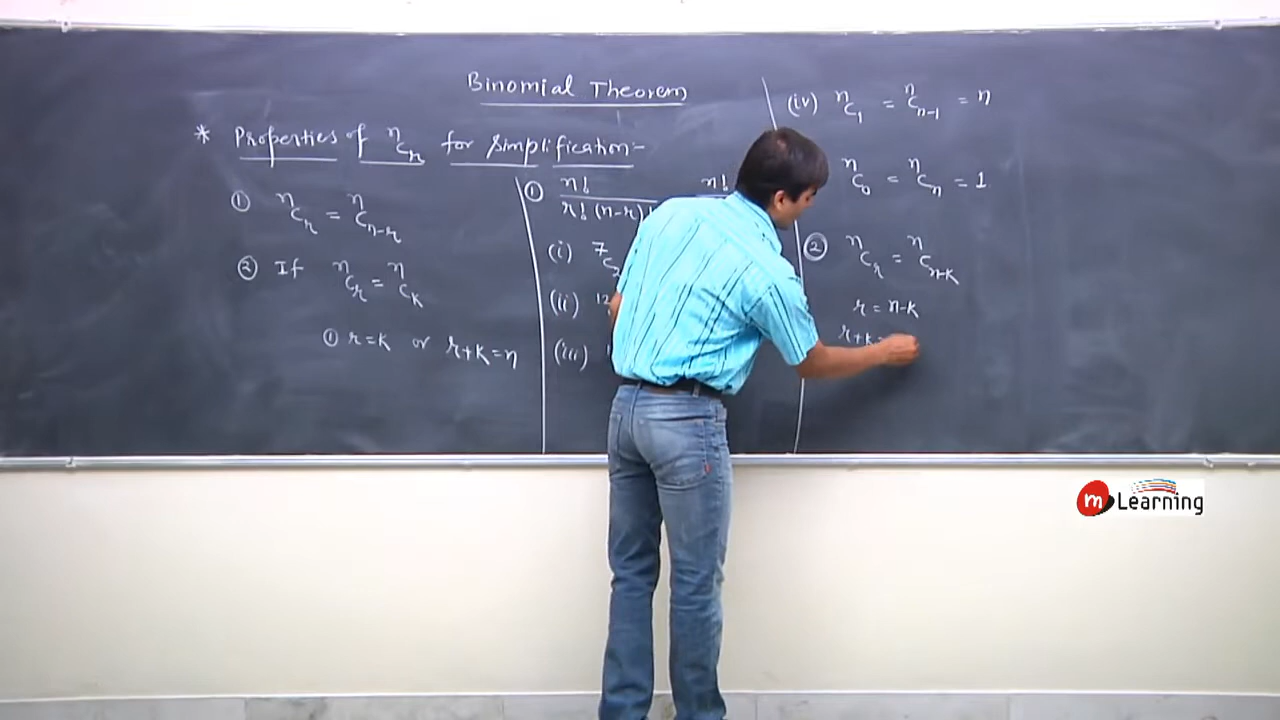 Binomial Theorem
* Properties of ⁿCᵣ for Simplification:-
① ⁿCᵣ = ⁿCₙ₋ᵣ
② If ⁿCᵣ = ⁿCₖ
① r=k or r+k=n
① n! / r!(n-r)! n!
(i) ⁷C
(ii) 12
(iii)
(iv) ⁿC₁ = ⁿCₙ₋₁ = n
ⁿC₀ = ⁿCₙ = 1
② ⁿCᵣ = ⁿCₙ₋ₖ
r = n-k
r+k=
m Learning